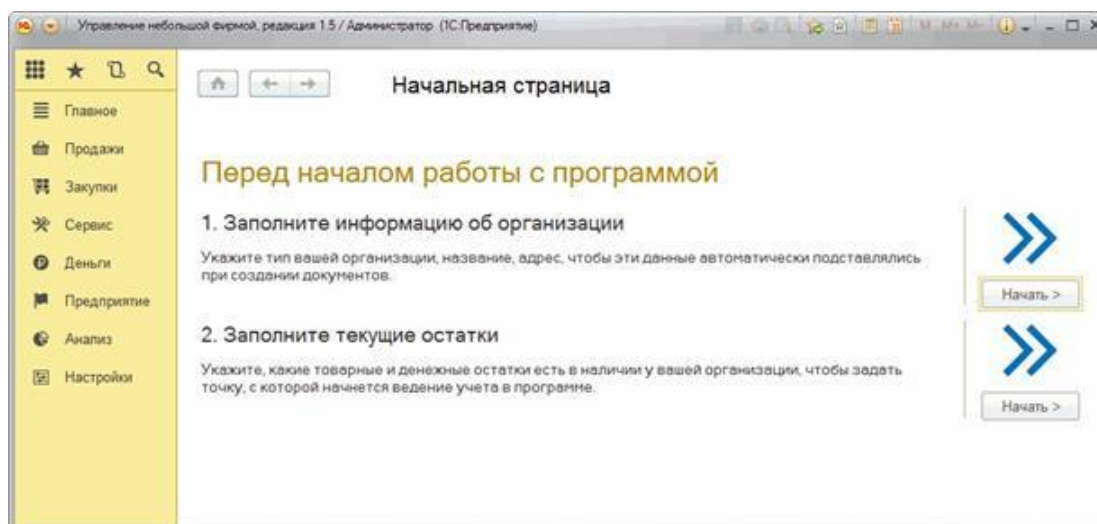 Управление небольшой фирмой, редакция 1.5 / Администратор (1С:Предприятие)
M M+ M-
Начальная страница
Главное
Продажи
Закупки
Сервис
Деньги
Предприятие
Анализ
Настройки
Перед началом работы с программой
1. Заполните информацию об организации
Укажите тип вашей организации, название, адрес, чтобы эти данные автоматически подставлялись
при создании документов.
Начать >
2. Заполните текущие остатки
Укажите, какие товарные и денежные остатки есть в наличии у вашей организации, чтобы задать
точку, с которой начнется ведение учета в программе.
Начать >